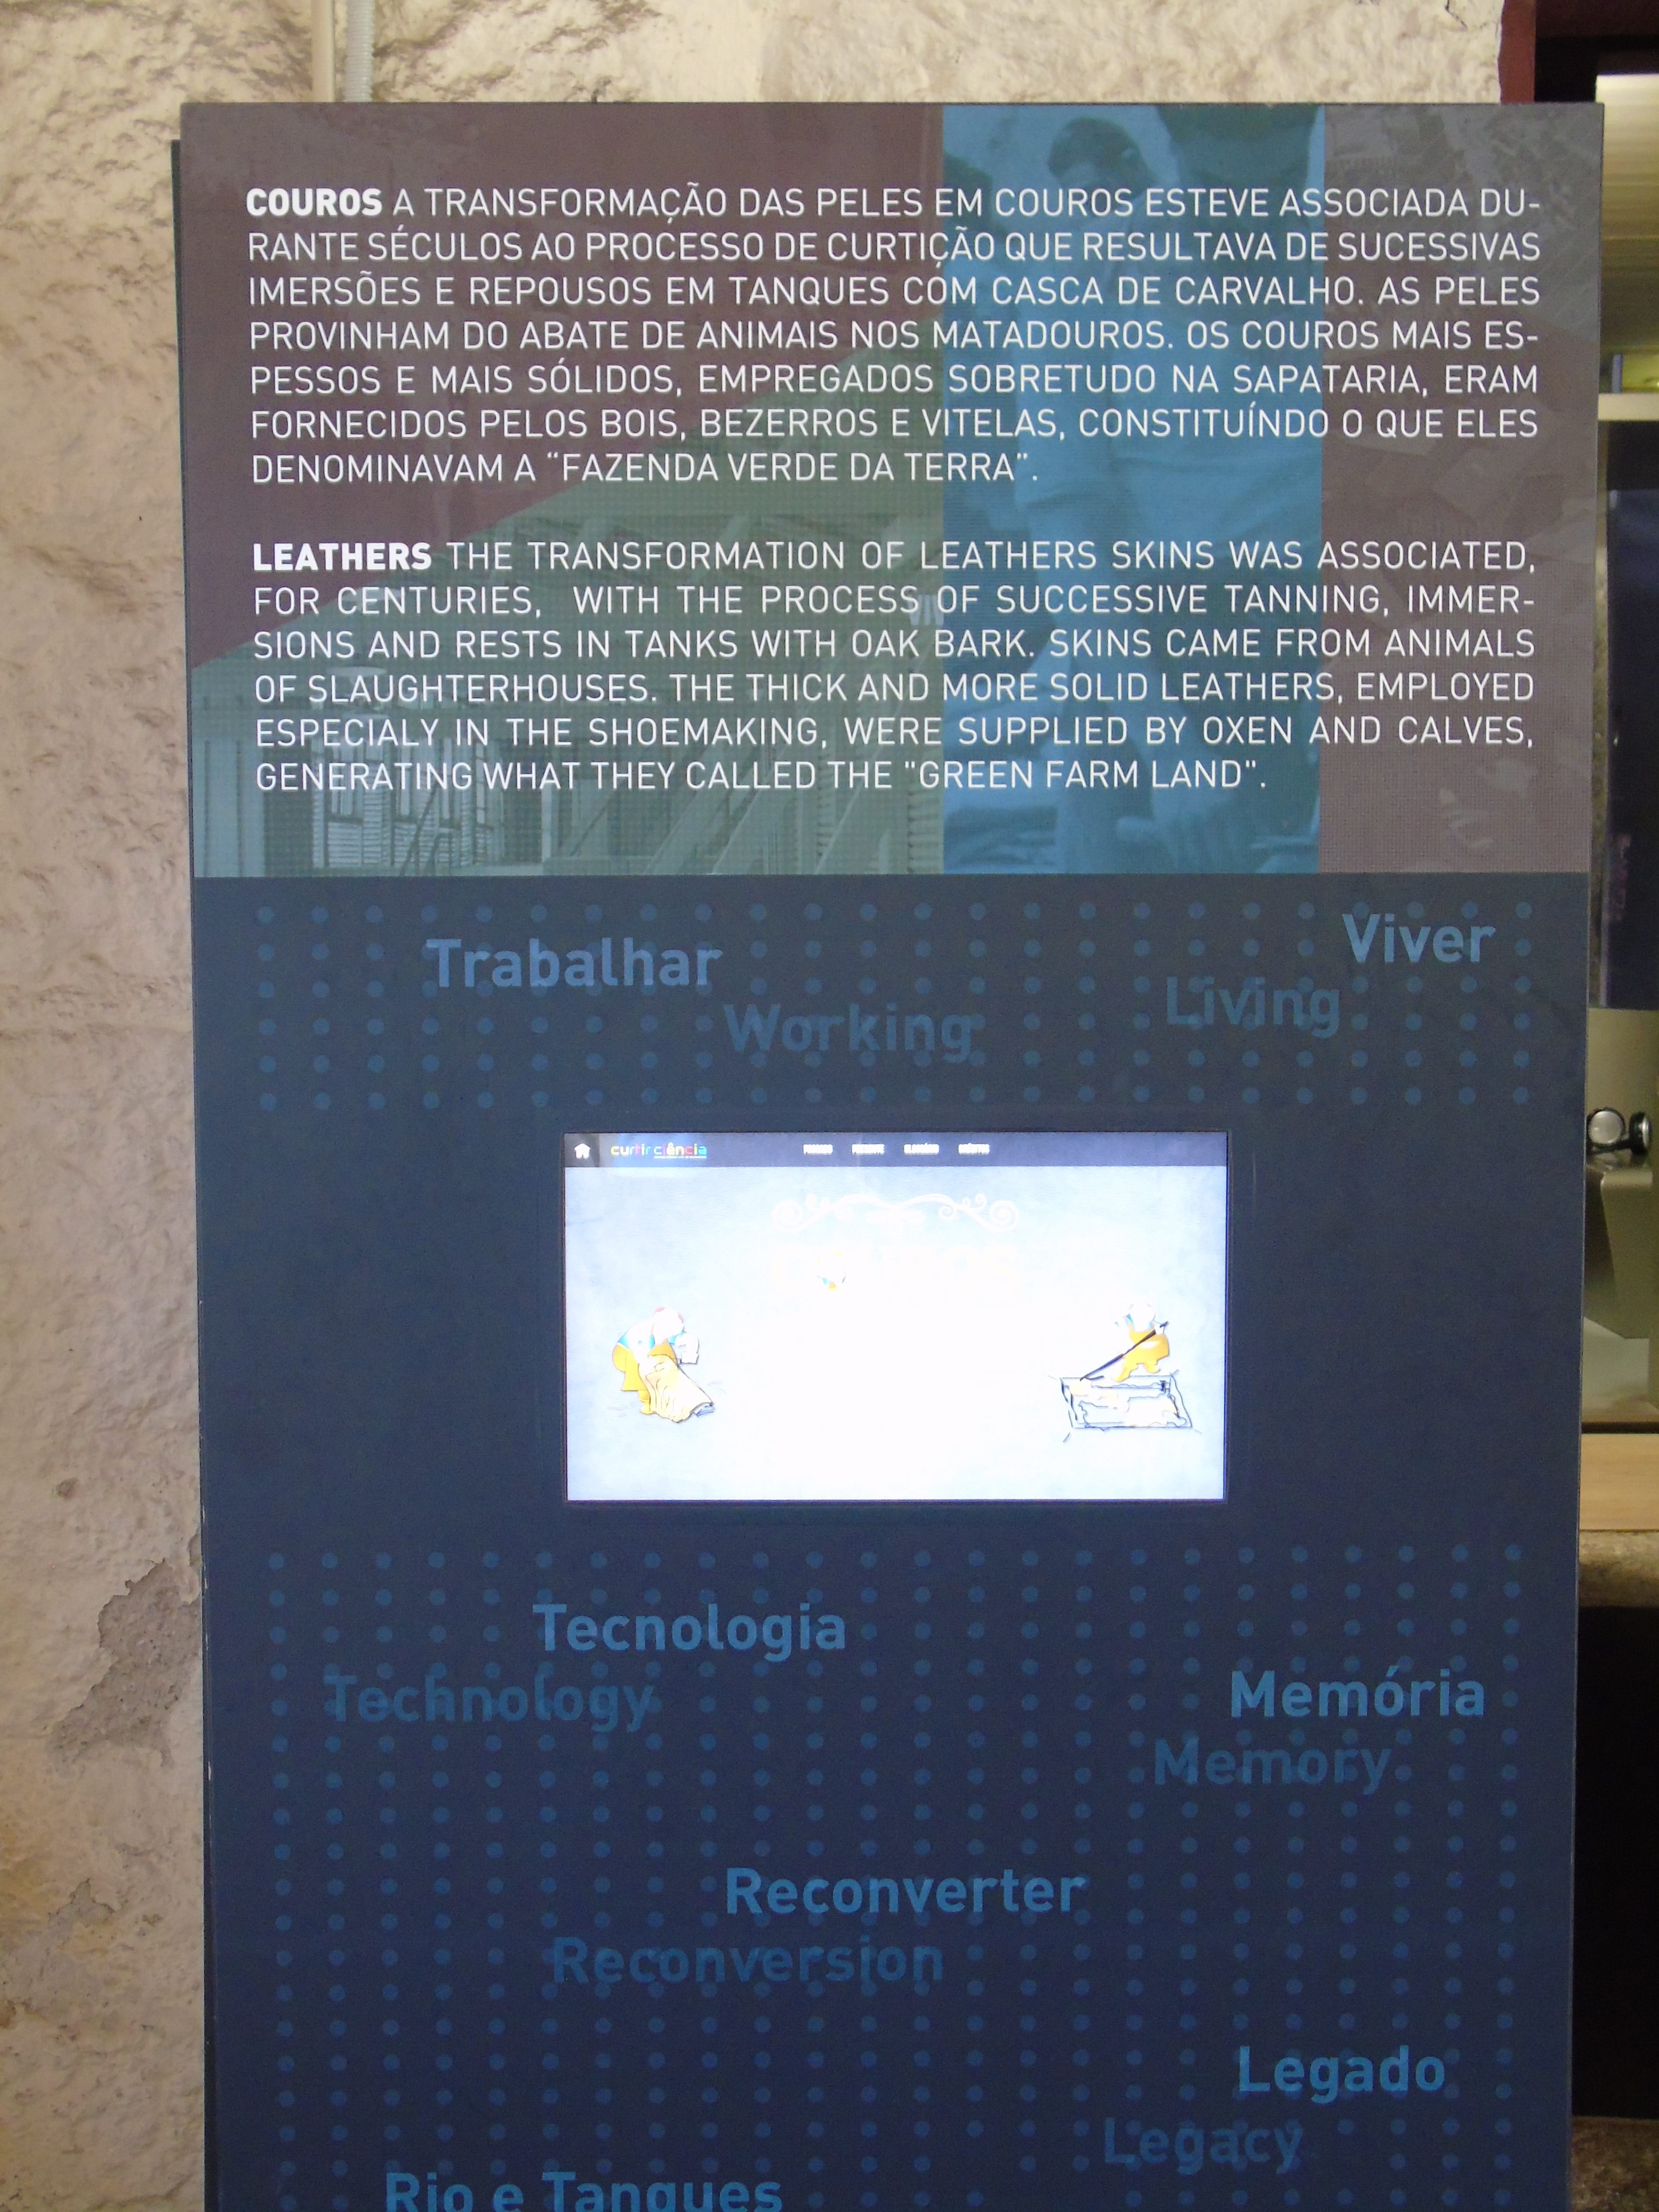 COUROS A TRANSFORMAÇÃO DAS PELES EM COUROS ESTEVE ASSOCIADA DU-
RANTE SÉCULOS AO PROCESSO DE CURTIÇÃO QUE RESULTAVA DE SUCESSIVAS
IMERSÕES E REPOUSOS EM TANQUES COM CASCA DE CARVALHO. AS PELES
PROVINHAM DO ABATE DE ANIMAIS NOS MATADOUROS. OS COUROS MAIS ES-
PESSOS E MAIS SÓLIDOS, EMPREGADOS SOBRETUDO NA SAPATARIA, ERAM
FORNECIDOS PELOS BOIS, BEZERROS E VITELAS, CONSTITUÍNDO O QUE ELES
DENOMINAVAM A “FAZENDA VERDE DA TERRA”.
LEATHERS THE TRANSFORMATION OF LEATHERS SKINS WAS ASSOCIATED,
FOR CENTURIES, WITH THE PROCESS OF SUCCESSIVE TANNING, IMMER-
SIONS AND RESTS IN TANKS WITH OAK BARK. SKINS CAME FROM ANIMALS
OF SLAUGHTERHOUSES. THE THICK AND MORE SOLID LEATHERS, EMPLOYED
ESPECIALY IN THE SHOEMAKING, WERE SUPPLIED BY OXEN AND CALVES,
GENERATING WHAT THEY CALLED THE "GREEN FARM LAND".
Viver
Trabalhar
Living
Working
curtirciência
PASSADO PRESENTE GLOSSÁRIO CRÉDITOS
Tecnologia
Technology
Memória
Memory
Reconverter
Reconversion
Legado
Legacy
Rio e Tanques